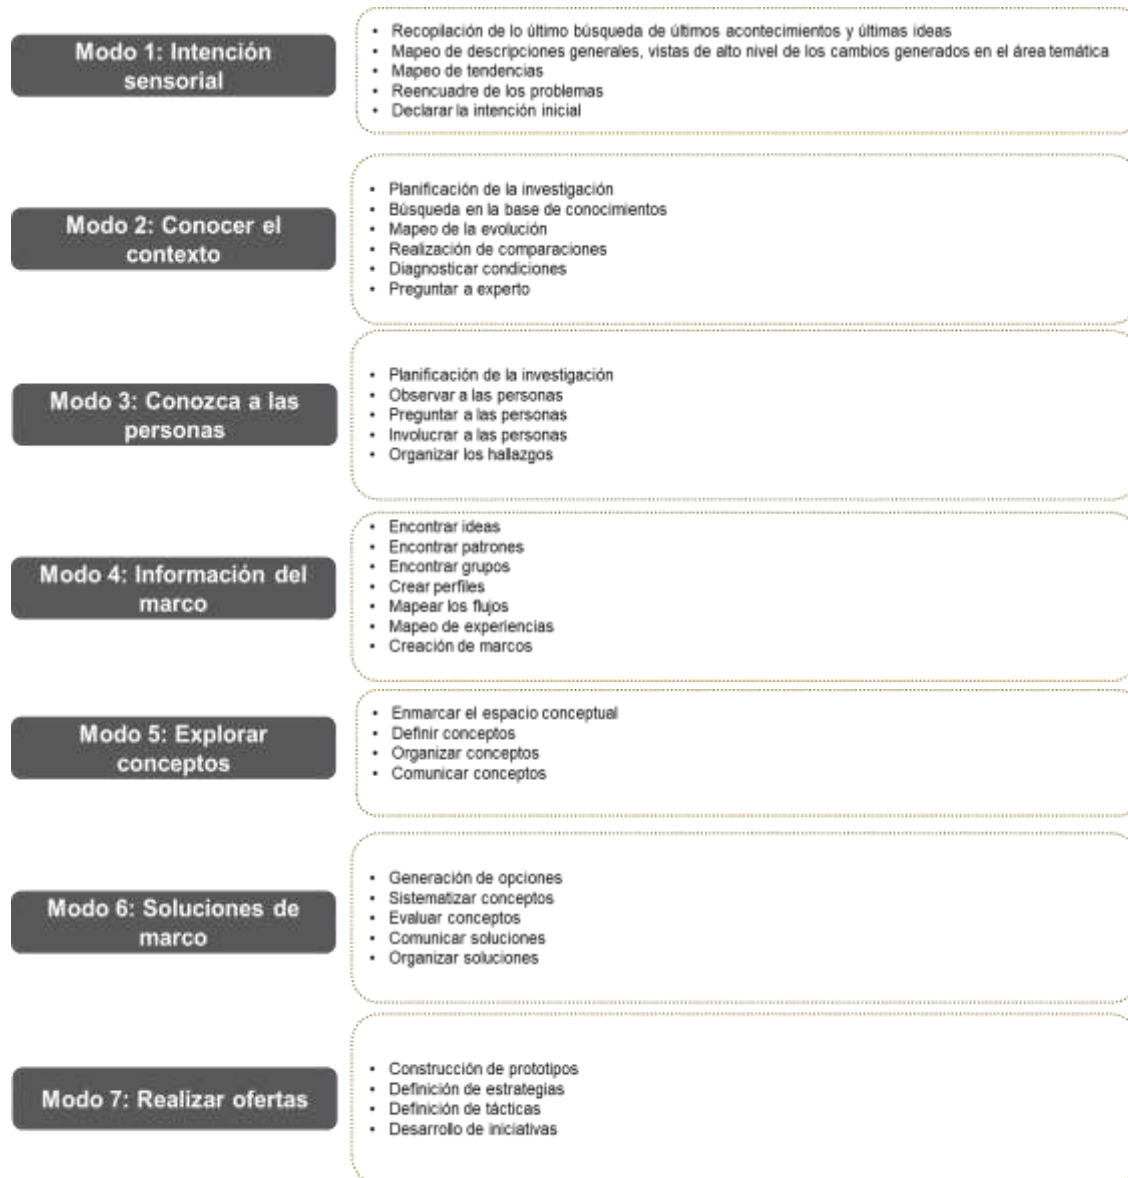 Modo 1: Intención
sensorial
• Recopilación de lo último búsqueda de últimos acontecimientos y últimas ideas
• Mapeo de descripciones generales, vistas de alto nivel de los cambios generados en el área temática
• Mapeo de tendencias
• Reencuadre de los problemas
• Declarar la intención inicial
Modo 2: Conocer el
contexto
• Planificación de la investigación
• Búsqueda en la base de conocimientos
• Mapeo de la evolución
• Realización de comparaciones
• Diagnosticar condiciones
• Preguntar a experto
Modo 3: Conozca a las
personas
• Planificación de la investigación
• Observar a las personas
• Preguntar a las personas
• Involucrar a las personas
• Organizar los hallazgos
Modo 4: Información del
marco
• Encontrar ideas
• Encontrar patrones
• Encontrar grupos
• Crear perfiles
• Mapear los flujos
• Mapeo de experiencias
• Creación de marcos
Modo 5: Explorar
conceptos
• Enmarcar el espacio conceptual
• Definir conceptos
• Organizar conceptos
• Comunicar conceptos
Modo 6: Soluciones de
marco
• Generación de opciones
• Sistematizar conceptos
• Evaluar conceptos
• Comunicar soluciones
• Organizar soluciones
Modo 7: Realizar ofertas
• Construcción de prototipos
• Definición de estrategias
• Definición de tácticas
• Desarrollo de iniciativas